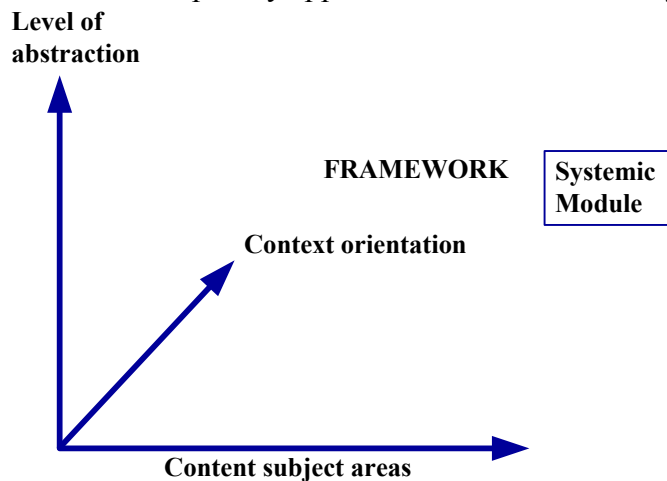 Level of
abstraction
FRAMEWORK
Systemic
Module
Context orientation
Content subject areas